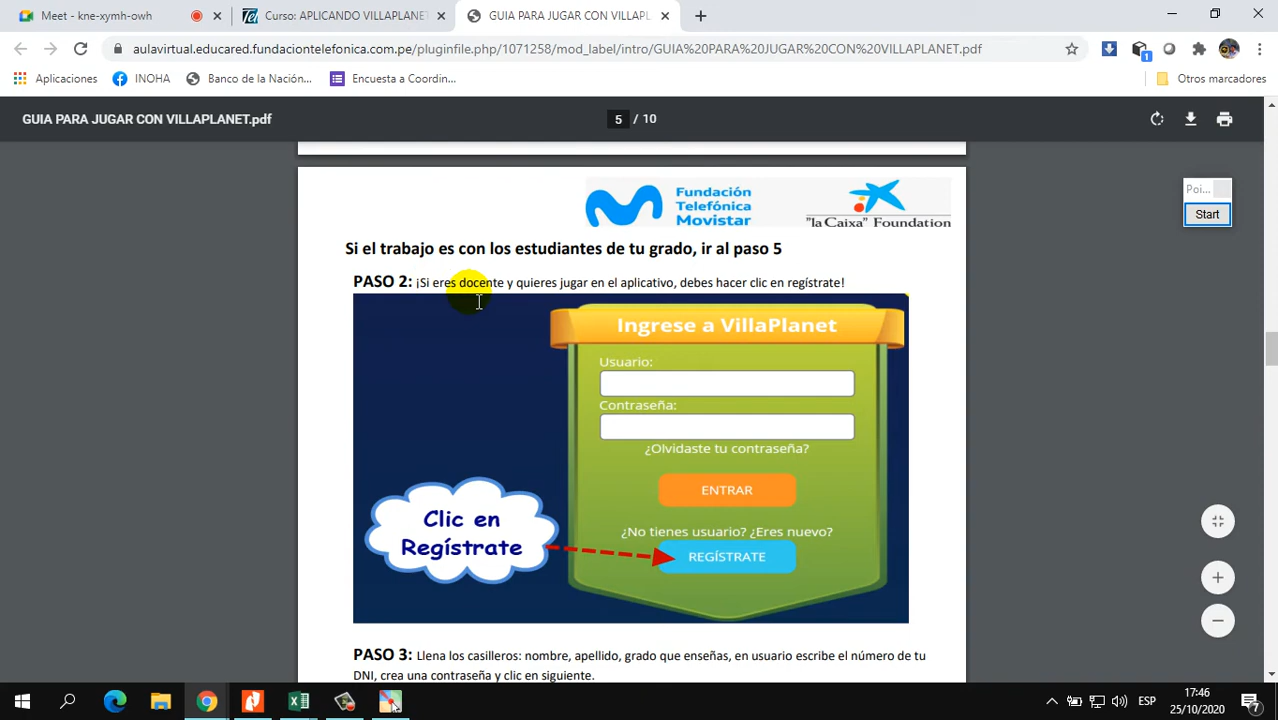 Meet - kne-xymh-owh
Curso: APLICANDO VILLAPLANET
GUIA PARA JUGAR CON VILLAPL
aulavirtual.educared.fundaciontelefonica.com.pe/pluginfile.php/1071258/mod_label/intro/GUIA%20PARA%20JUGAR%20CON%20VILLAPLANET.pdf
1
Aplicaciones
INOHA
Banco de la Nación...
Encuesta a Coordin...
Otros marcadores
GUIA PARA JUGAR CON VILLAPLANET.pdf
5 / 10
Poi...
Start
Fundación
Telefónica
Movistar
"la Caixa" Foundation
Si el trabajo es con los estudiantes de tu grado, ir al paso 5
PASO 2: ¡Si eres docente y quieres jugar en el aplicativo, debes hacer clic en regístrate!
Ingrese a VillaPlanet
Usuario:
Contraseña:
¿Olvidaste tu contraseña?
ENTRAR
¿No tienes usuario? ¿Eres nuevo?
REGÍSTRATE
Clic en
Regístrate
PASO 3: Llena los casilleros: nombre, apellido, grado que enseñas, en usuario escribe el número de tu
DNI, crea una contraseña y clic en siguiente.
ESP
17:46
25/10/2020
7